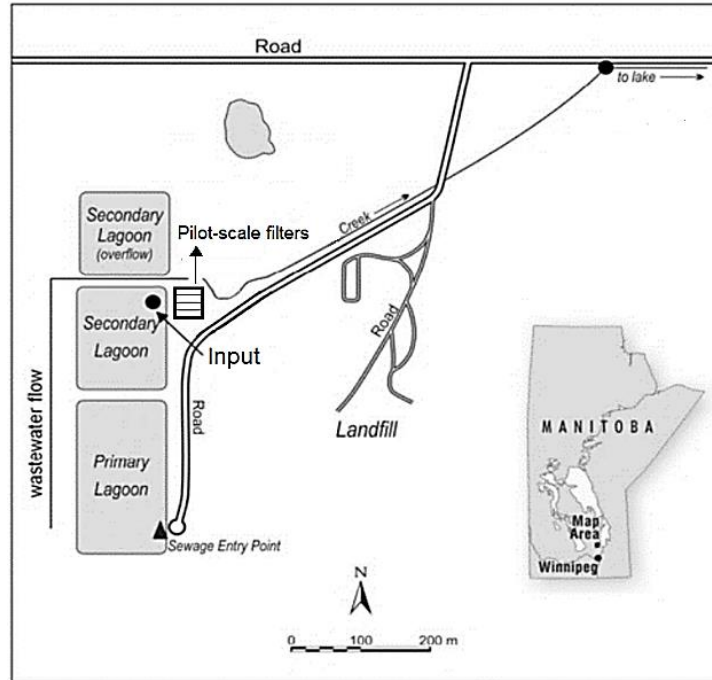 Road
to lake
Secondary
Lagoon
(overflow)
Pilot-scale filters
Creek
Secondary
Lagoon
Input
Road
Road
wastewater flow
Landfill
Primary
Lagoon
Sewage Entry Point
MANITOBA
Map
Area
Winnipeg
N
0 100 200 m